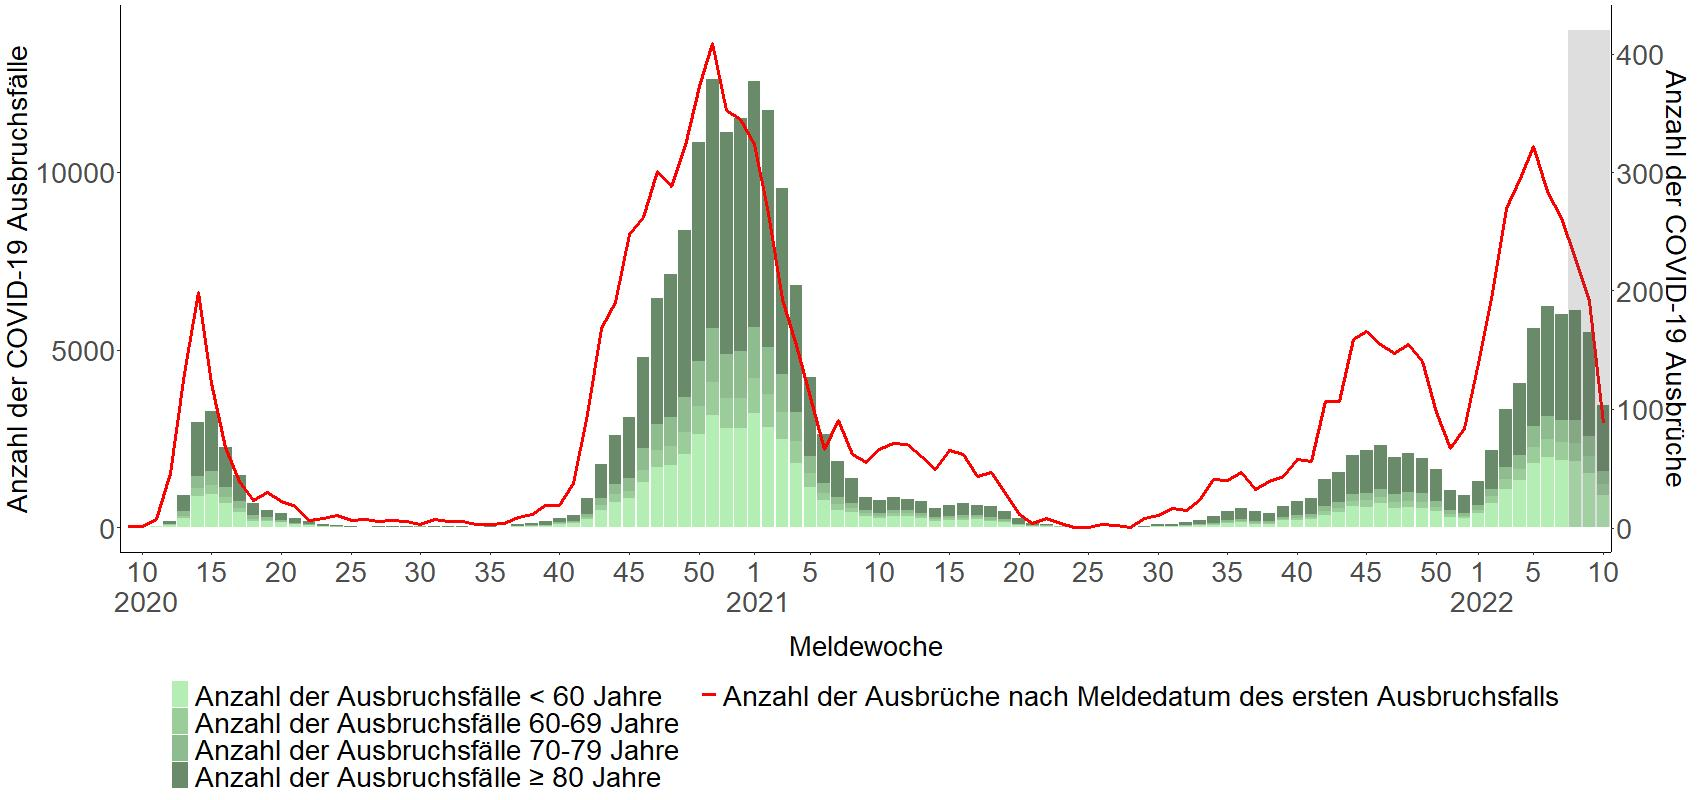 Anzahl der COVID-19 Ausbruchsfälle
10000
5000
0
400
300
200
100
0
Anzahl der COVID-19 Ausbrüche
10 15 20 25 30 35 40 45 50 1 5 10 15 20 25 30 35 40 45 50 1 5 10
2020 2021 2022
Meldewoche
Anzahl der Ausbruchsfälle < 60 Jahre
Anzahl der Ausbruchsfälle 60-69 Jahre
Anzahl der Ausbruchsfälle 70-79 Jahre
Anzahl der Ausbruchsfälle ≥ 80 Jahre
Anzahl der Ausbrüche nach Meldedatum des ersten Ausbruchsfalls